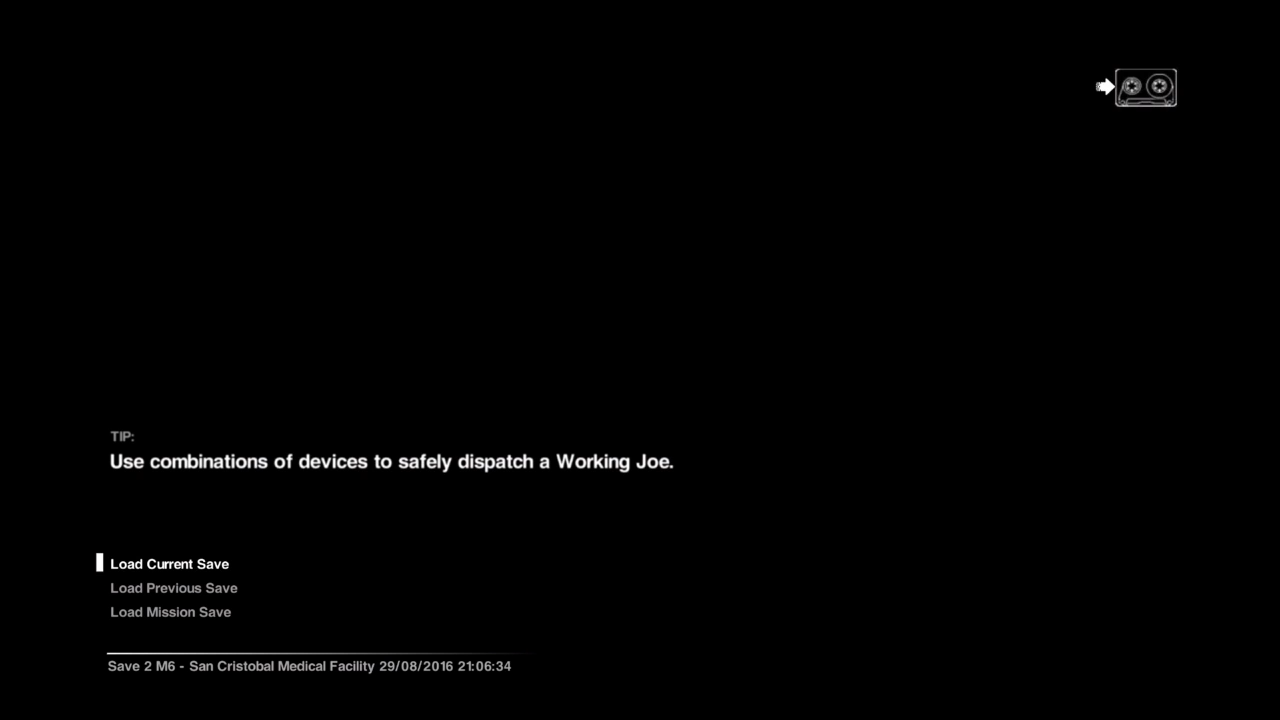 TIP:
Use combinations of devices to safely dispatch a Working Joe.
Load Current Save
Load Previous Save
Load Mission Save
Save 2 M6 - San Cristobal Medical Facility 29/08/2016 21:06:34